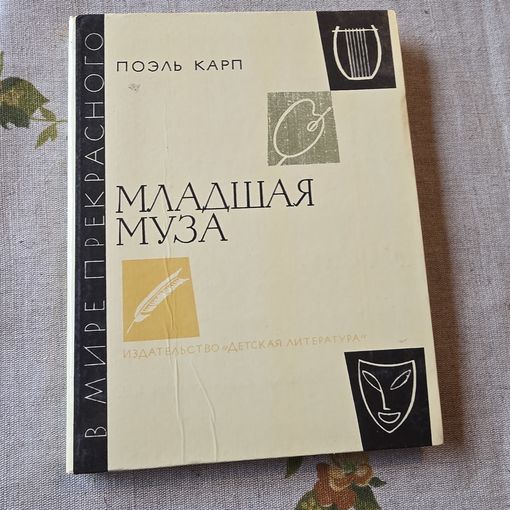 В МИРЕ ПРЕКРАСНОГО
ПОЭЛЬ КАРП
МЛАДШАЯ
МУЗА
ИЗДАТЕЛЬСТВО «ДЕТСКАЯ ЛИТЕРАТУРА»